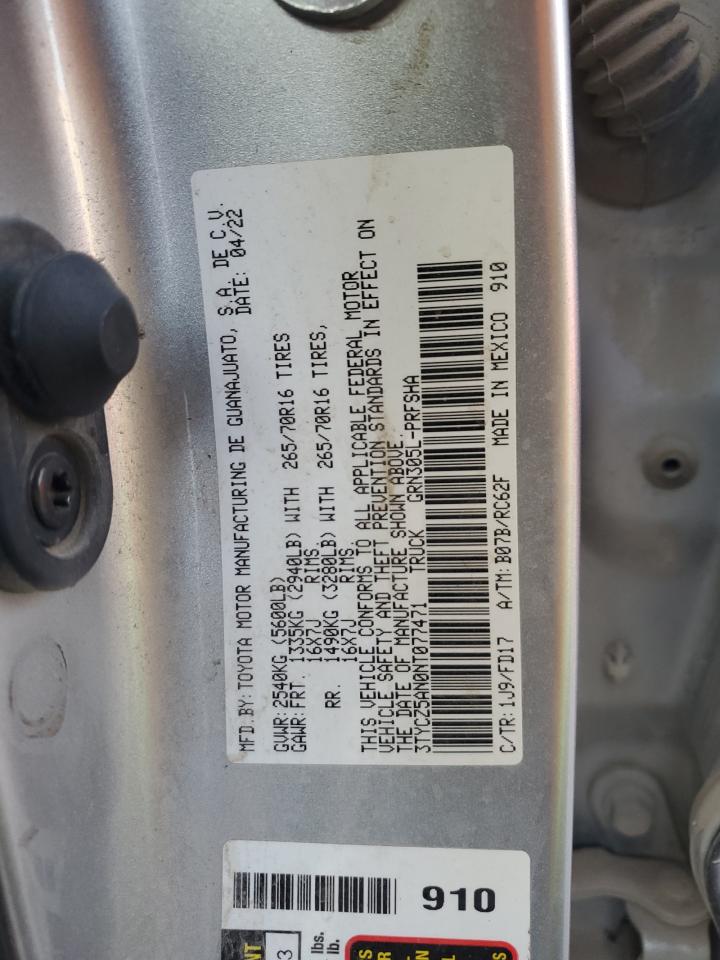 MFD.BY: TOYOTA MOTOR MANUFACTURING DE GUANAJUATO, S.A. DE C.V.
DATE: 04/22
GVWR: 2540KG (5600LB)
GAWR: FRT. 1335KG (2940LB) WITH 265/70R16 TIRES
16X7J RIMS.
RR. 1490KG (3280LB) WITH 265/70R16 TIRES,
16X7J RIMS.
THIS VEHICLE CONFORMS TO ALL APPLICABLE FEDERAL MOTOR
VEHICLE SAFETY AND THEFT PREVENTION STANDARDS IN EFFECT ON
THE DATE OF MANUFACTURE SHOWN ABOVE.
3TYCZ5AN0NT077471 TRUCK GRN305L-PRFSHA
C/TR: 1J9/FD17 A/TM: B07B/RC62F MADE IN MEXICO 910
910
lbs.
lb.